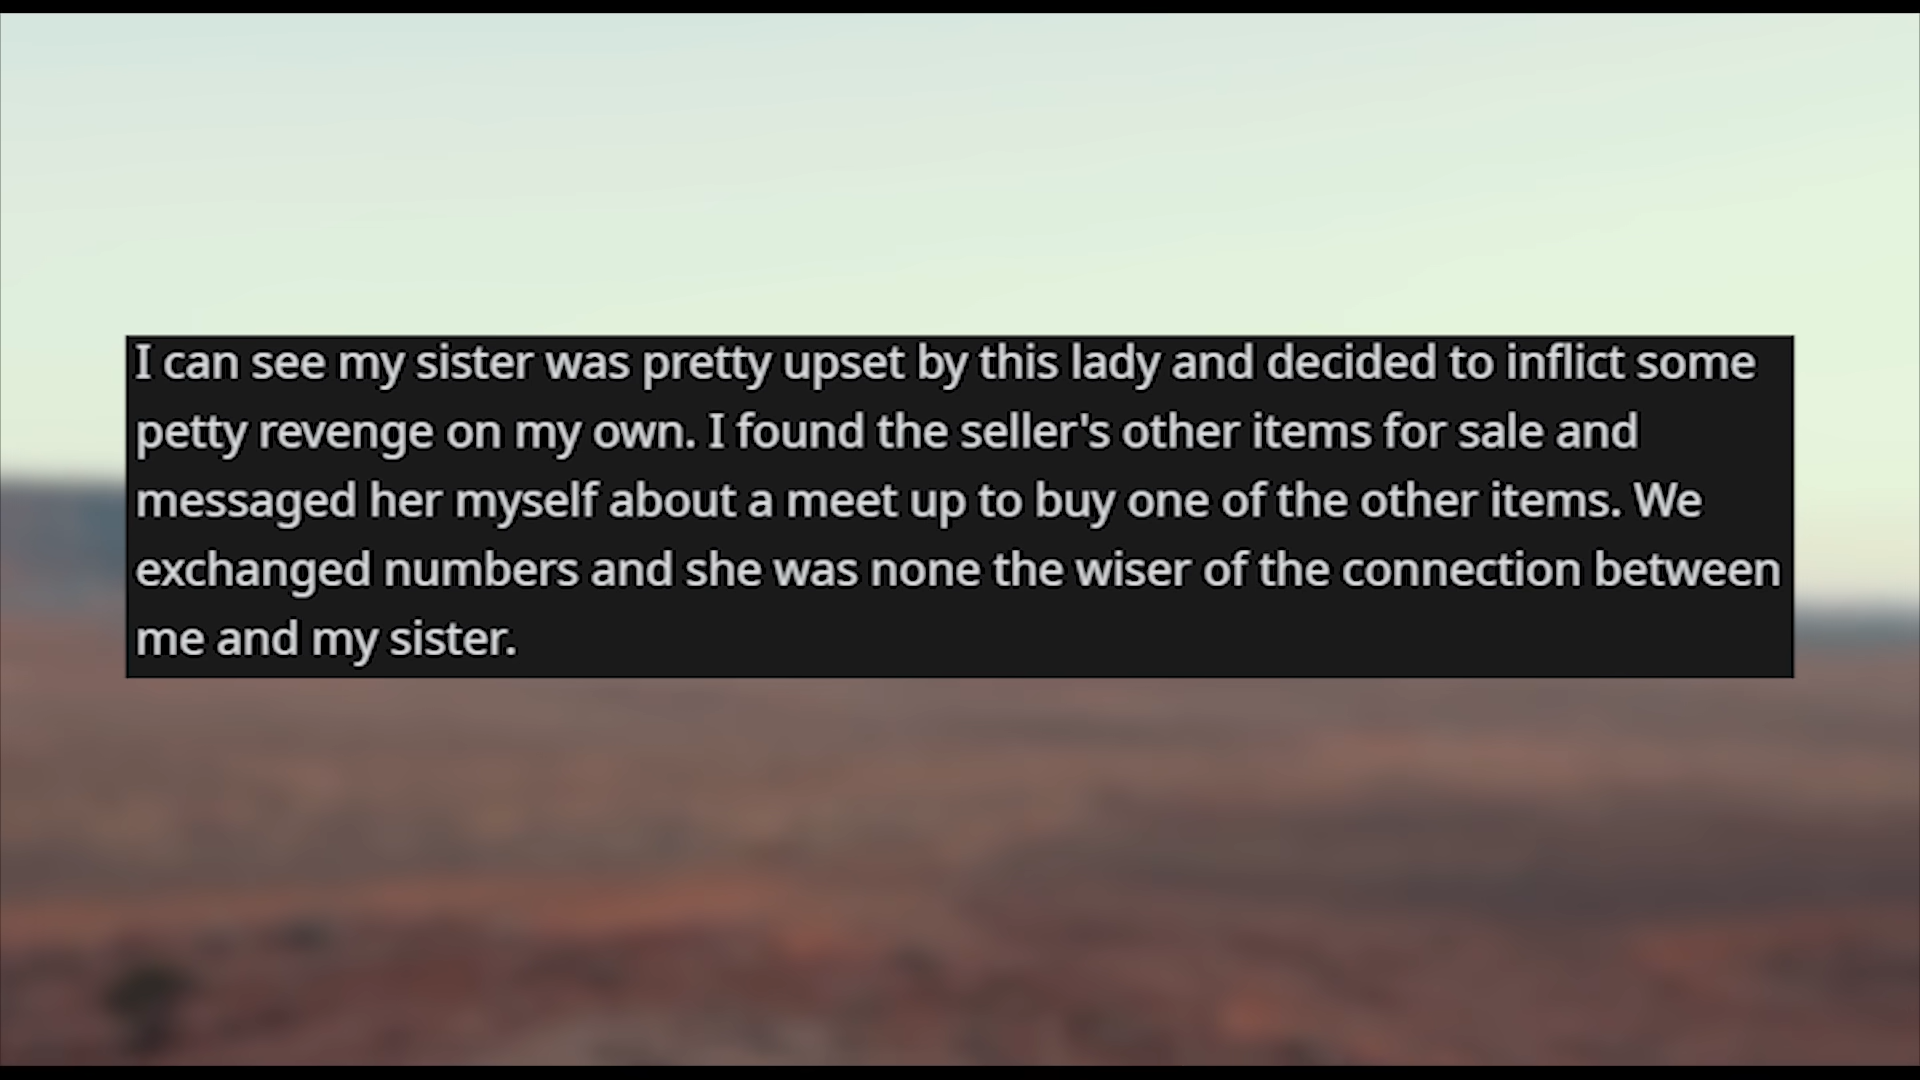 I can see my sister was pretty upset by this lady and decided to inflict some
petty revenge on my own. I found the seller's other items for sale and
messaged her myself about a meet up to buy one of the other items. We
exchanged numbers and she was none the wiser of the connection between
me and my sister.